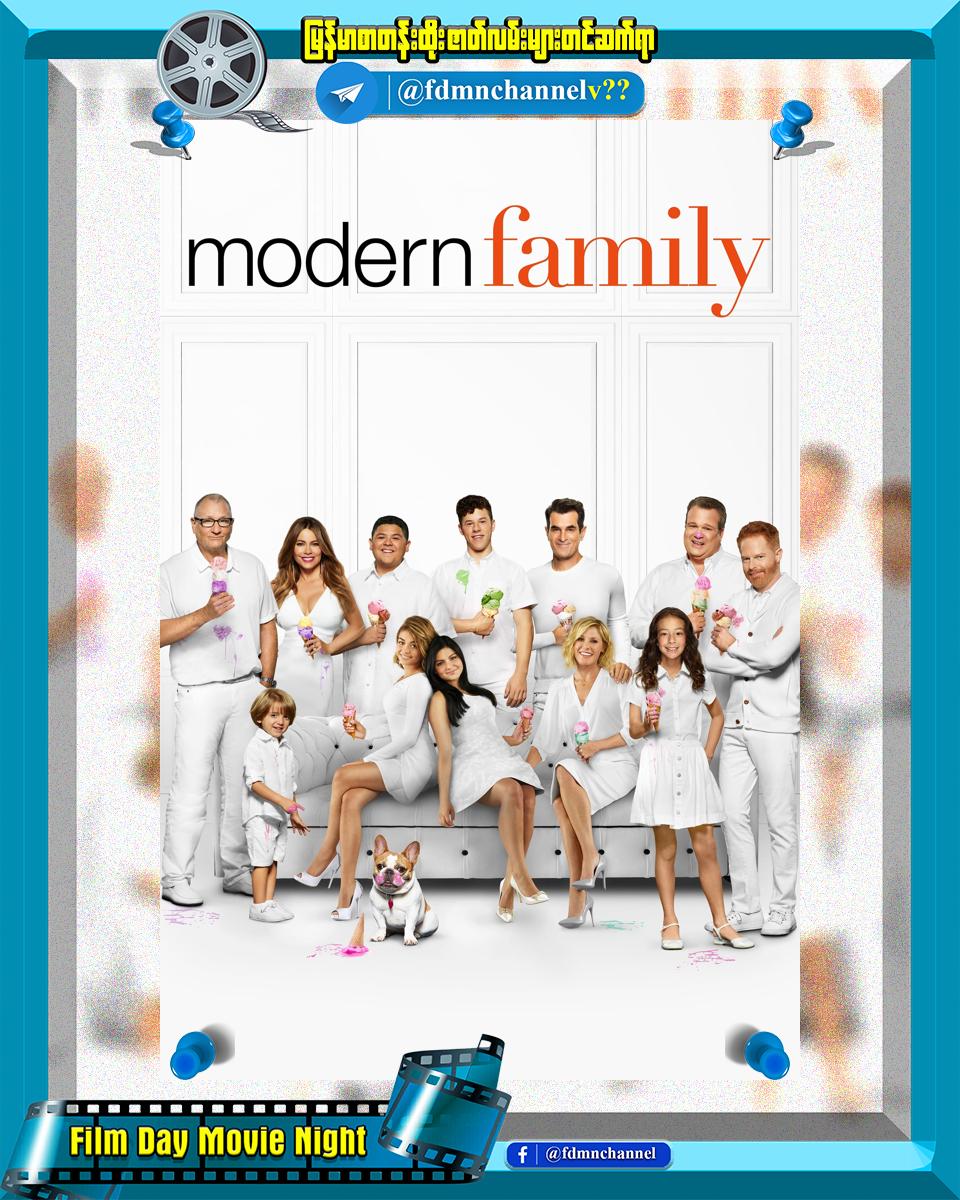 မြန်မာစာတန်းထိုးဇာတ်လမ်းများတင်ဆက်ရာ
@fdmnchannelv??
modern family
Film Day Movie Night
f | @fdmnchannel